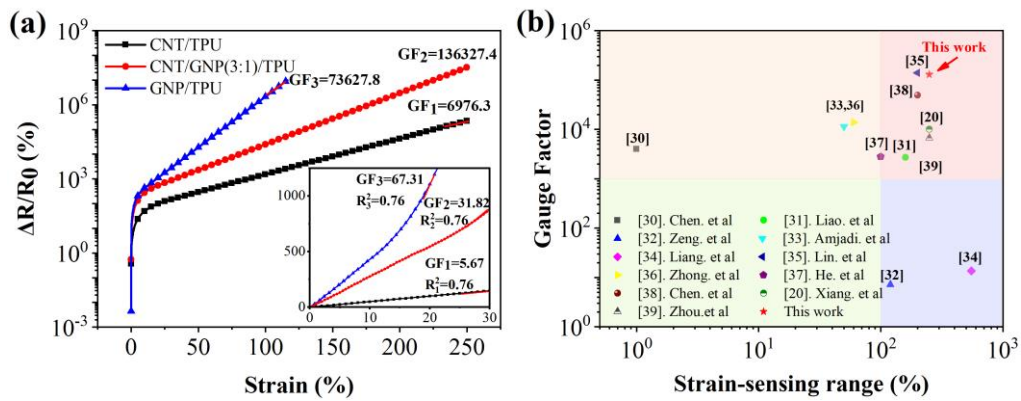 (a)
ΔR/R0 (%)
10^9
10^6
10^3
10^0
10^-3
CNT/TPU
CNT/GNP(3:1)/TPU
GNP/TPU
GF2=136327.4
GF3=73627.8
GF1=6976.3
1000
500
0
GF3=67.31
R3^2=0.76
GF2=31.82
R2^2=0.76
GF1=5.67
R1^2=0.76
0 10 20 30
0 50 100 150 200 250
Strain (%)
(b)
Gauge Factor
10^6
10^4
10^2
10^0
This work
[35]
[38]
[33,36]
[20]
[30]
[37]
[31]
[39]
[30]. Chen. et al
[31]. Liao. et al
[32]. Zeng. et al
[33]. Amjadi. et al
[34]. Liang. et al
[35]. Lin. et al
[36]. Zhong. et al
[37]. He. et al
[38]. Chen. et al
[20]. Xiang. et al
[39]. Zhou.et al
This work
[34]
[32]
10^0 10^1 10^2 10^3
Strain-sensing range (%)